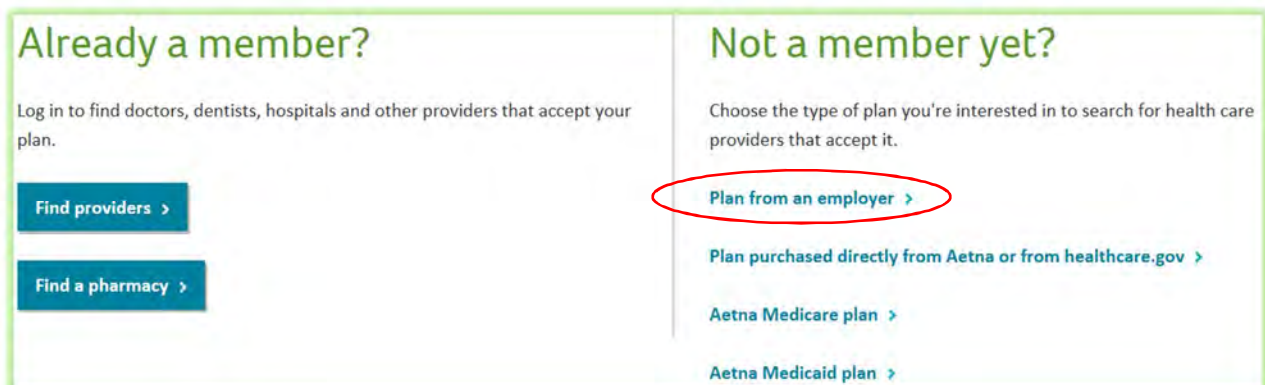 Already a member?
Log in to find doctors, dentists, hospitals and other providers that accept your
plan.
Find providers >
Find a pharmacy >
Not a member yet?
Choose the type of plan you're interested in to search for health care
providers that accept it.
Plan from an employer >
Plan purchased directly from Aetna or from healthcare.gov >
Aetna Medicare plan >
Aetna Medicaid plan >